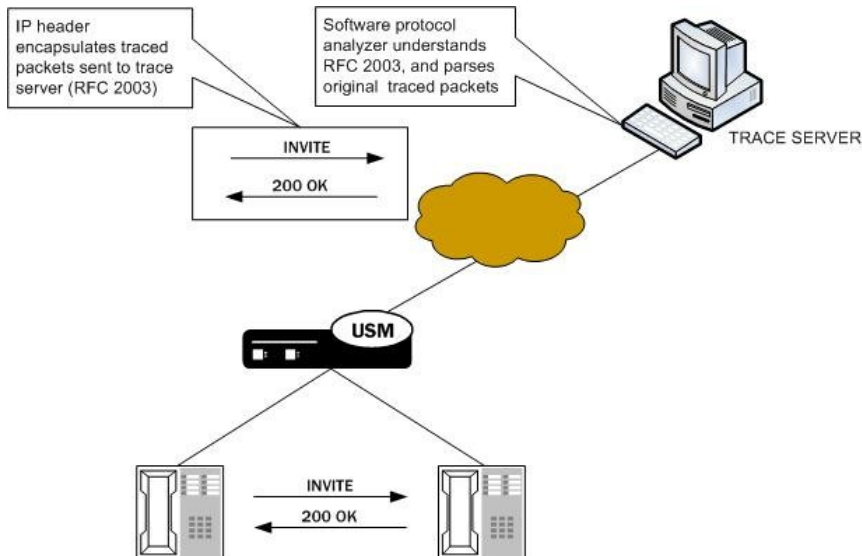 IP header
encapsulates traced
packets sent to trace
server (RFC 2003)
Software protocol
analyzer understands
RFC 2003, and parses
original traced packets
TRACE SERVER
INVITE
200 OK
USM
INVITE
200 OK